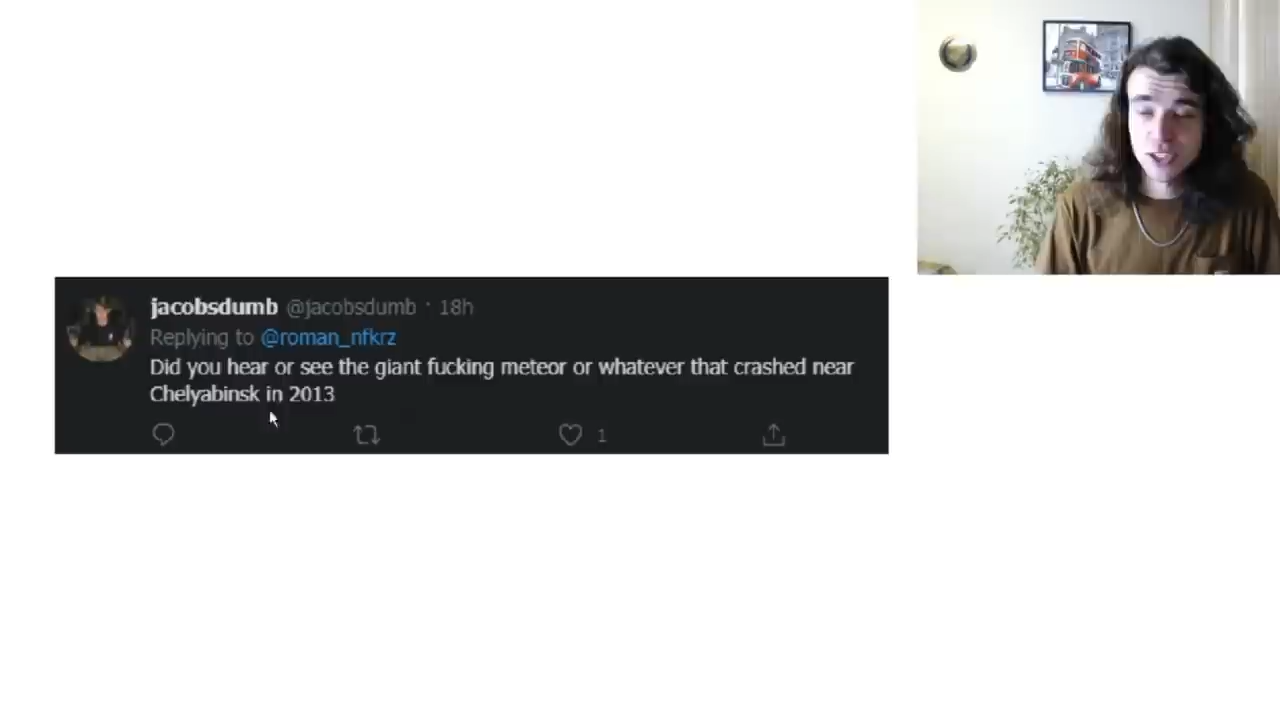 jacobsdumb @jacobsdumb · 18h
Replying to @roman_nfkrz
Did you hear or see the giant fucking meteor or whatever that crashed near
Chelyabinsk in 2013
1